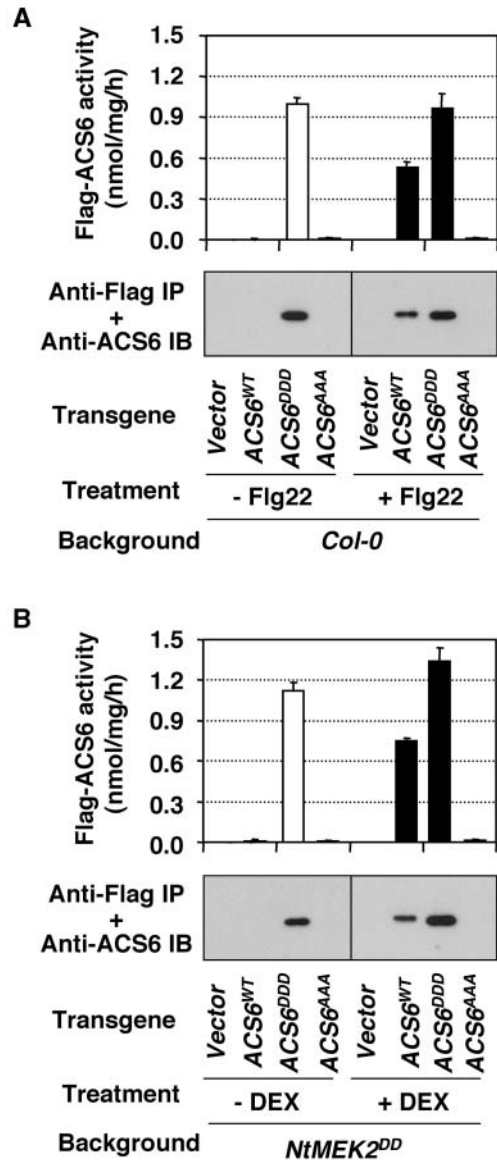 A
Flag-ACS6 activity
(nmol/mg/h)
1.5
1.2
0.9
0.6
0.3
0.0
Anti-Flag IP
+
Anti-ACS6 IB
Transgene
Vector
ACS6WT
ACS6DDD
ACS6AAA
Vector
ACS6WT
ACS6DDD
ACS6AAA
Treatment
- Flg22
+ Flg22
Background
Col-0
B
Flag-ACS6 activity
(nmol/mg/h)
1.5
1.2
0.9
0.6
0.3
0.0
Anti-Flag IP
+
Anti-ACS6 IB
Transgene
Vector
ACS6WT
ACS6DDD
ACS6AAA
Vector
ACS6WT
ACS6DDD
ACS6AAA
Treatment
- DEX
+ DEX
Background
NtMEK2DD